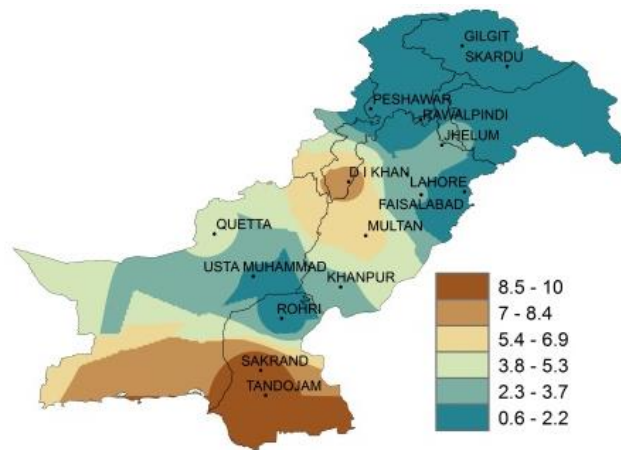 GILGIT
SKARDU
PESHAWAR
RAWALPINDI
JHELUM
D I KHAN
LAHORE
FAISALABAD
QUETTA
MULTAN
USTA MUHAMMAD
KHANPUR
ROHRI
SAKRAND
TANDOJAM
8.5 - 10
7 - 8.4
5.4 - 6.9
3.8 - 5.3
2.3 - 3.7
0.6 - 2.2